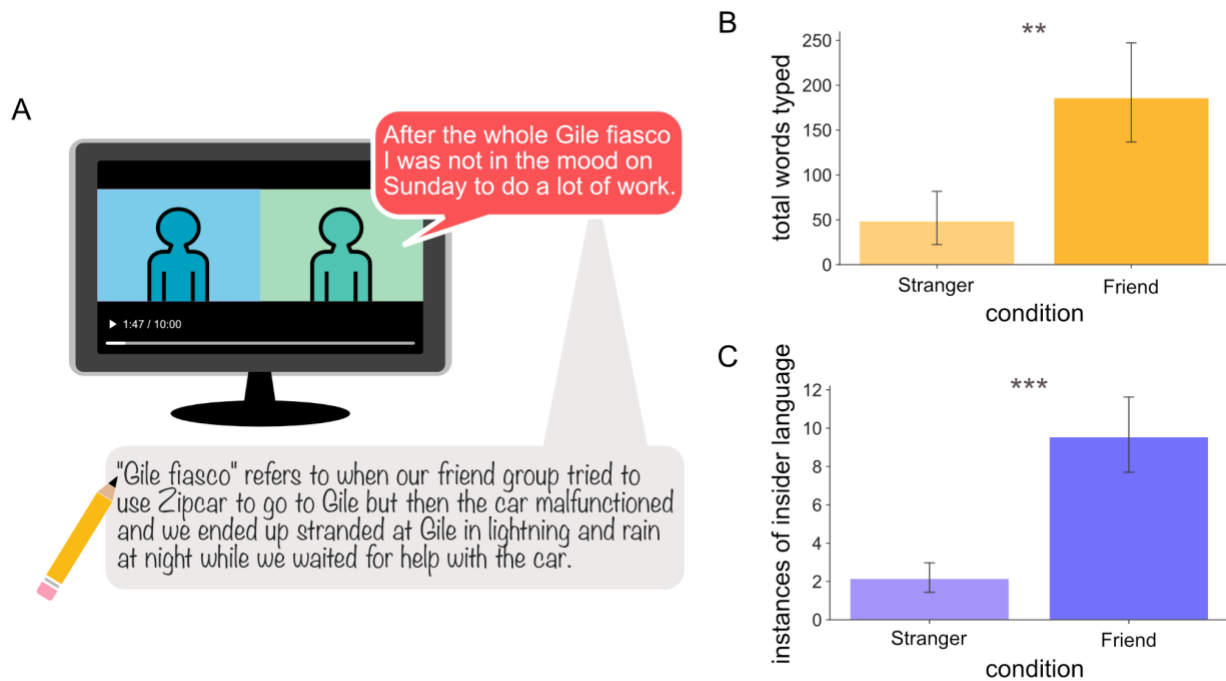 A
After the whole Gile fiasco
I was not in the mood on
Sunday to do a lot of work.
1:47 / 10:00
"Gile fiasco" refers to when our friend group tried to
use Zipcar to go to Gile but then the car malfunctioned
and we ended up stranded at Gile in lightning and rain
at night while we waited for help with the car.
B
**
total words typed
250
200
150
100
50
0
Stranger Friend
condition
C
***
instances of insider language
12
10
8
6
4
2
0
Stranger Friend
condition